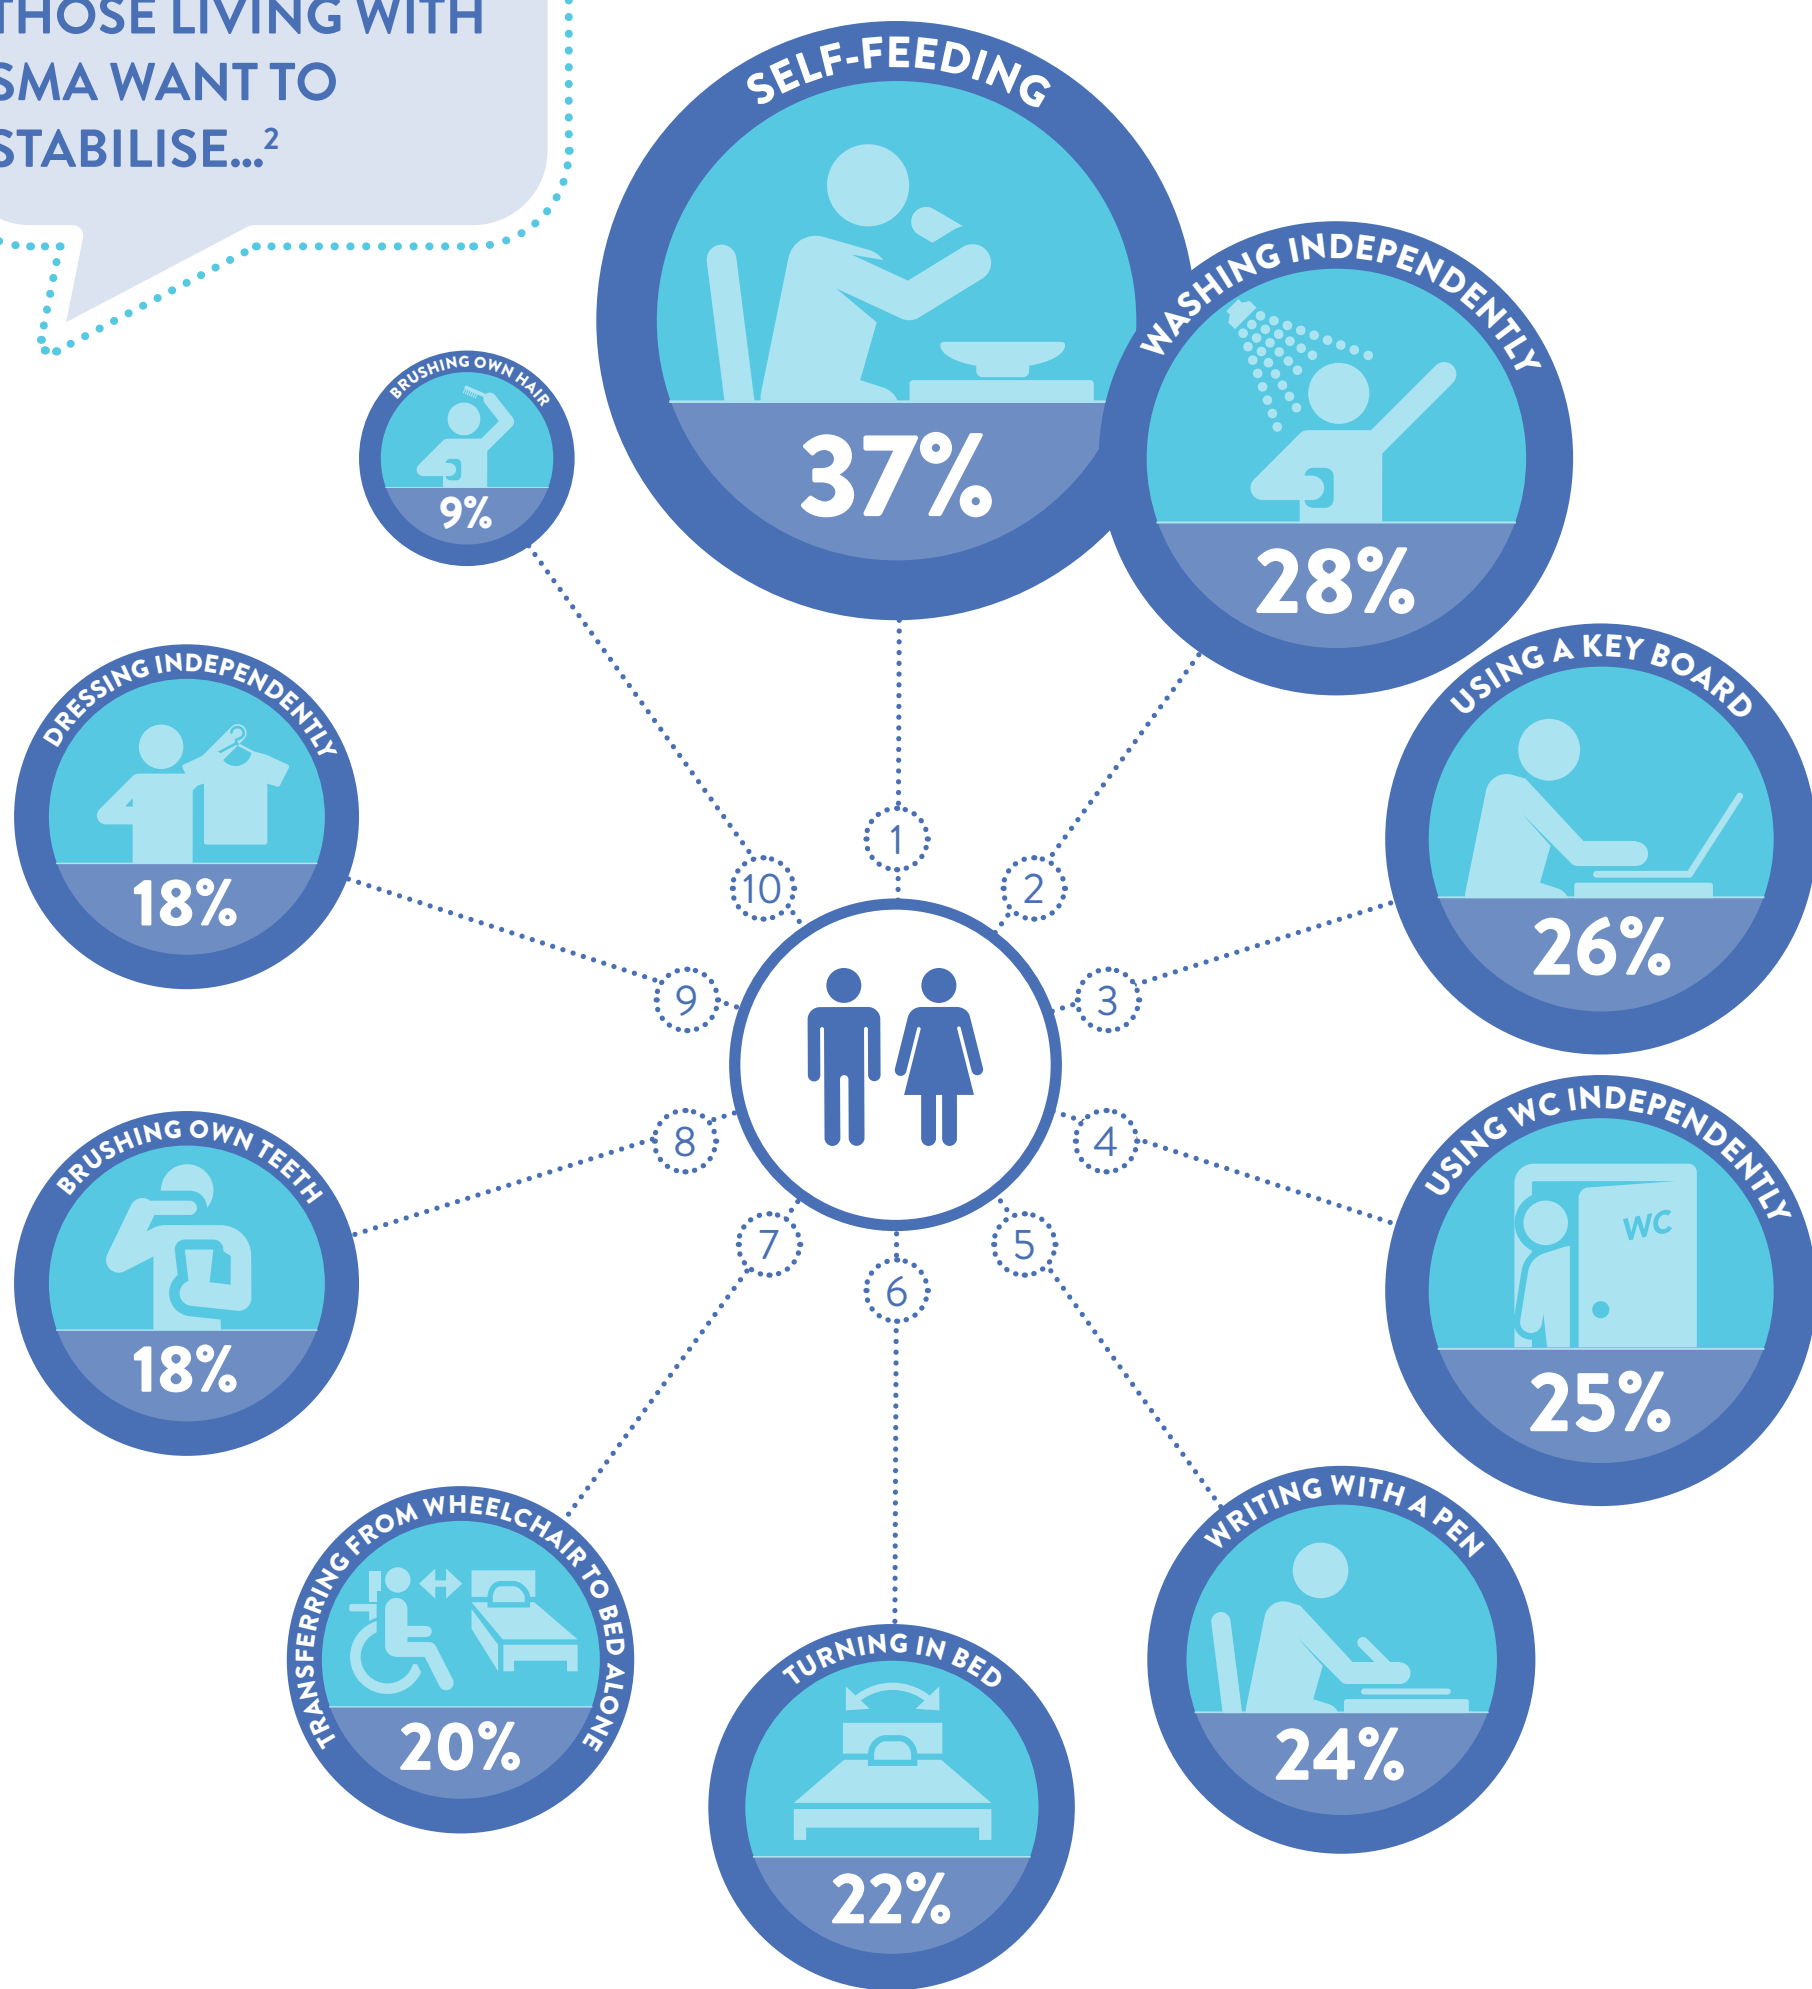 THOSE LIVING WITH
SMA WANT TO
STABILISE...²
SELF-FEEDING
37%
WASHING INDEPENDENTLY
28%
USING A KEY BOARD
26%
USING WC INDEPENDENTLY
WC
25%
WRITING WITH A PEN
24%
TURNING IN BED
22%
TRANSFERRING FROM WHEELCHAIR TO BED ALONE
20%
BRUSHING OWN TEETH
18%
DRESSING INDEPENDENTLY
18%
BRUSHING OWN HAIR
9%
1
2
3
4
5
6
7
8
9
10